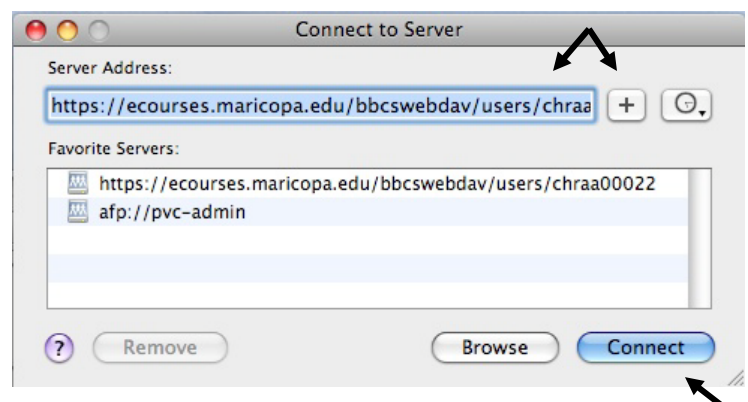 Connect to Server
Server Address:
https://ecourses.maricopa.edu/bbcswebdav/users/chraa +
Favorite Servers:
https://ecourses.maricopa.edu/bbcswebdav/users/chraa00022
afp://pvc-admin
? Remove Browse Connect